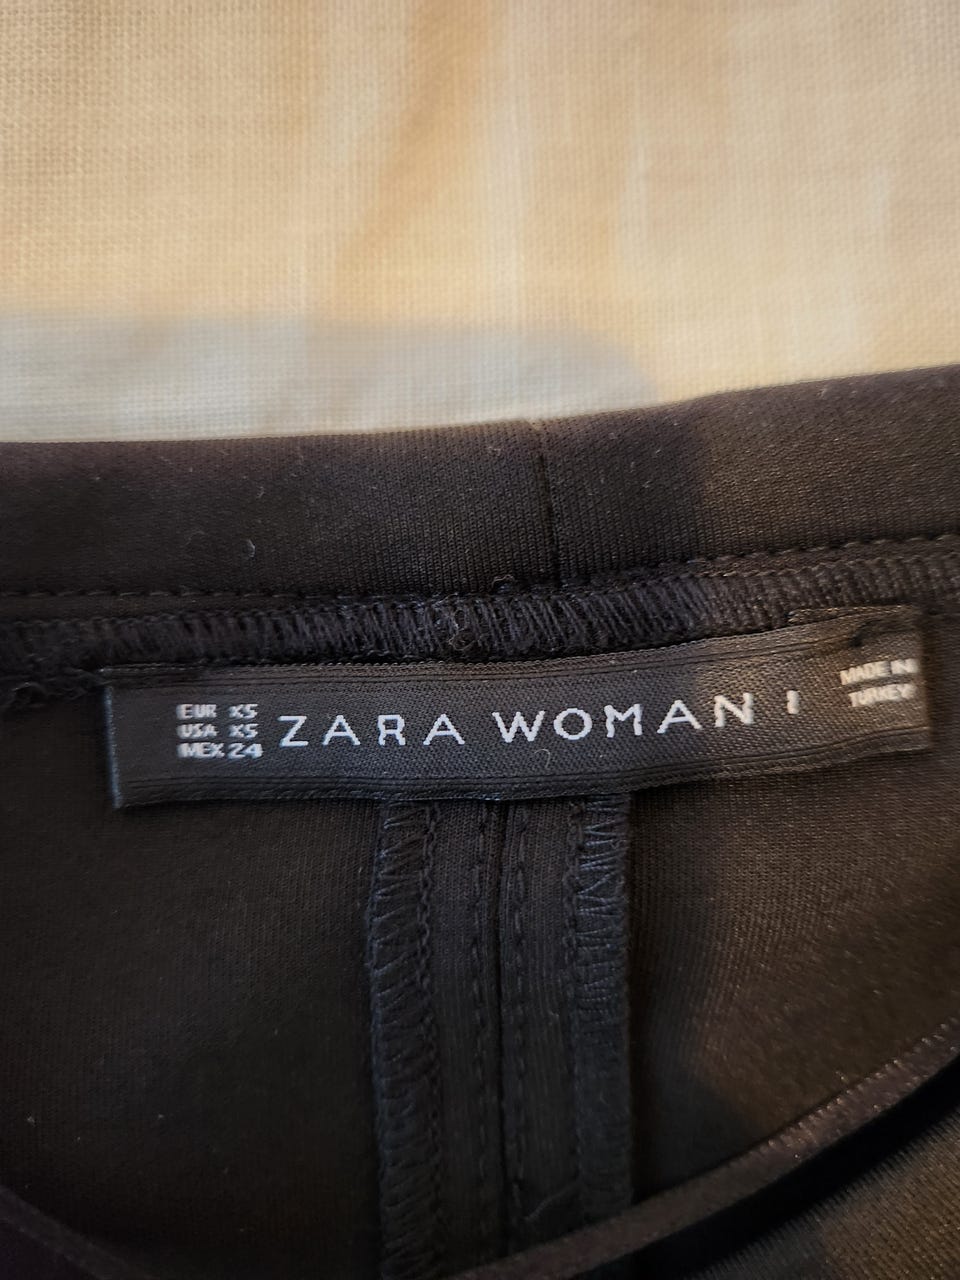 EUR XS
USA XS
MEX 24
ZARA WOMAN I
MADE IN
TURKEY